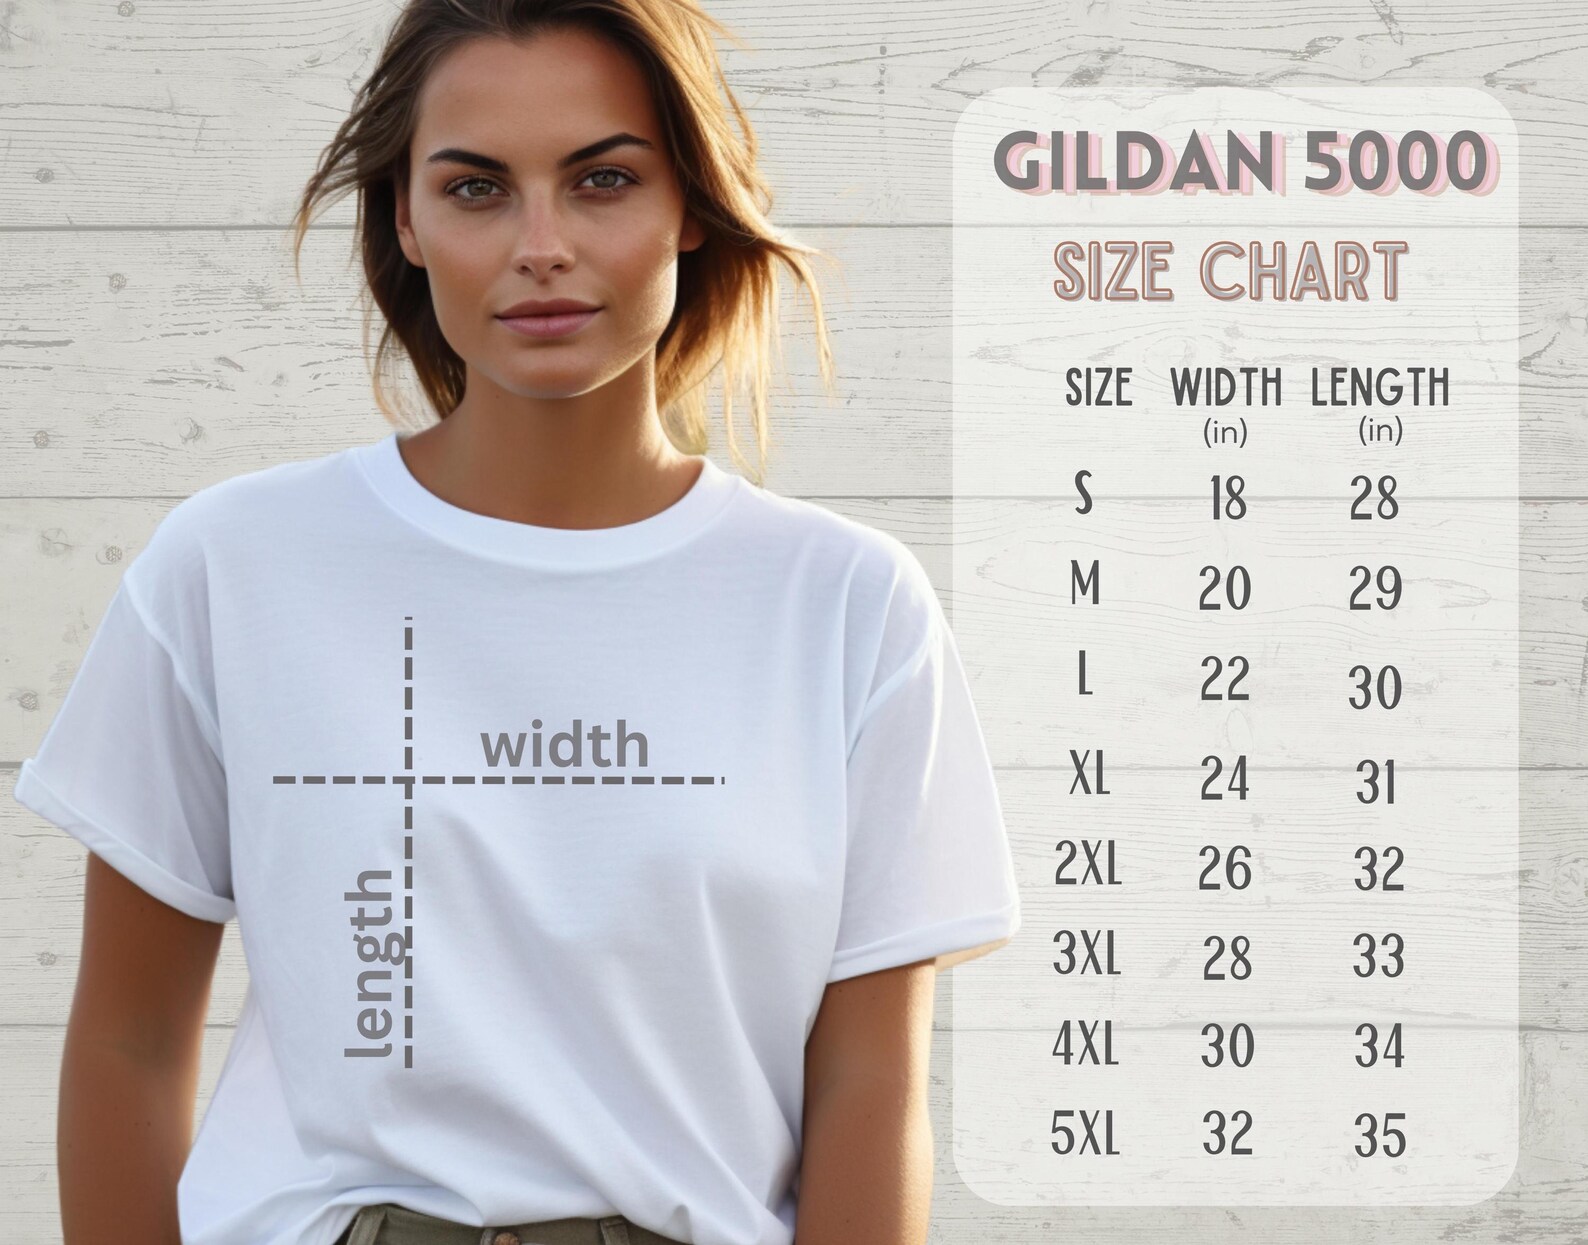 GILDAN 5000
SIZE CHART
SIZE WIDTH LENGTH
(in) (in)
S 18 28
M 20 29
L 22 30
XL 24 31
2XL 26 32
3XL 28 33
4XL 30 34
5XL 32 35
width
length